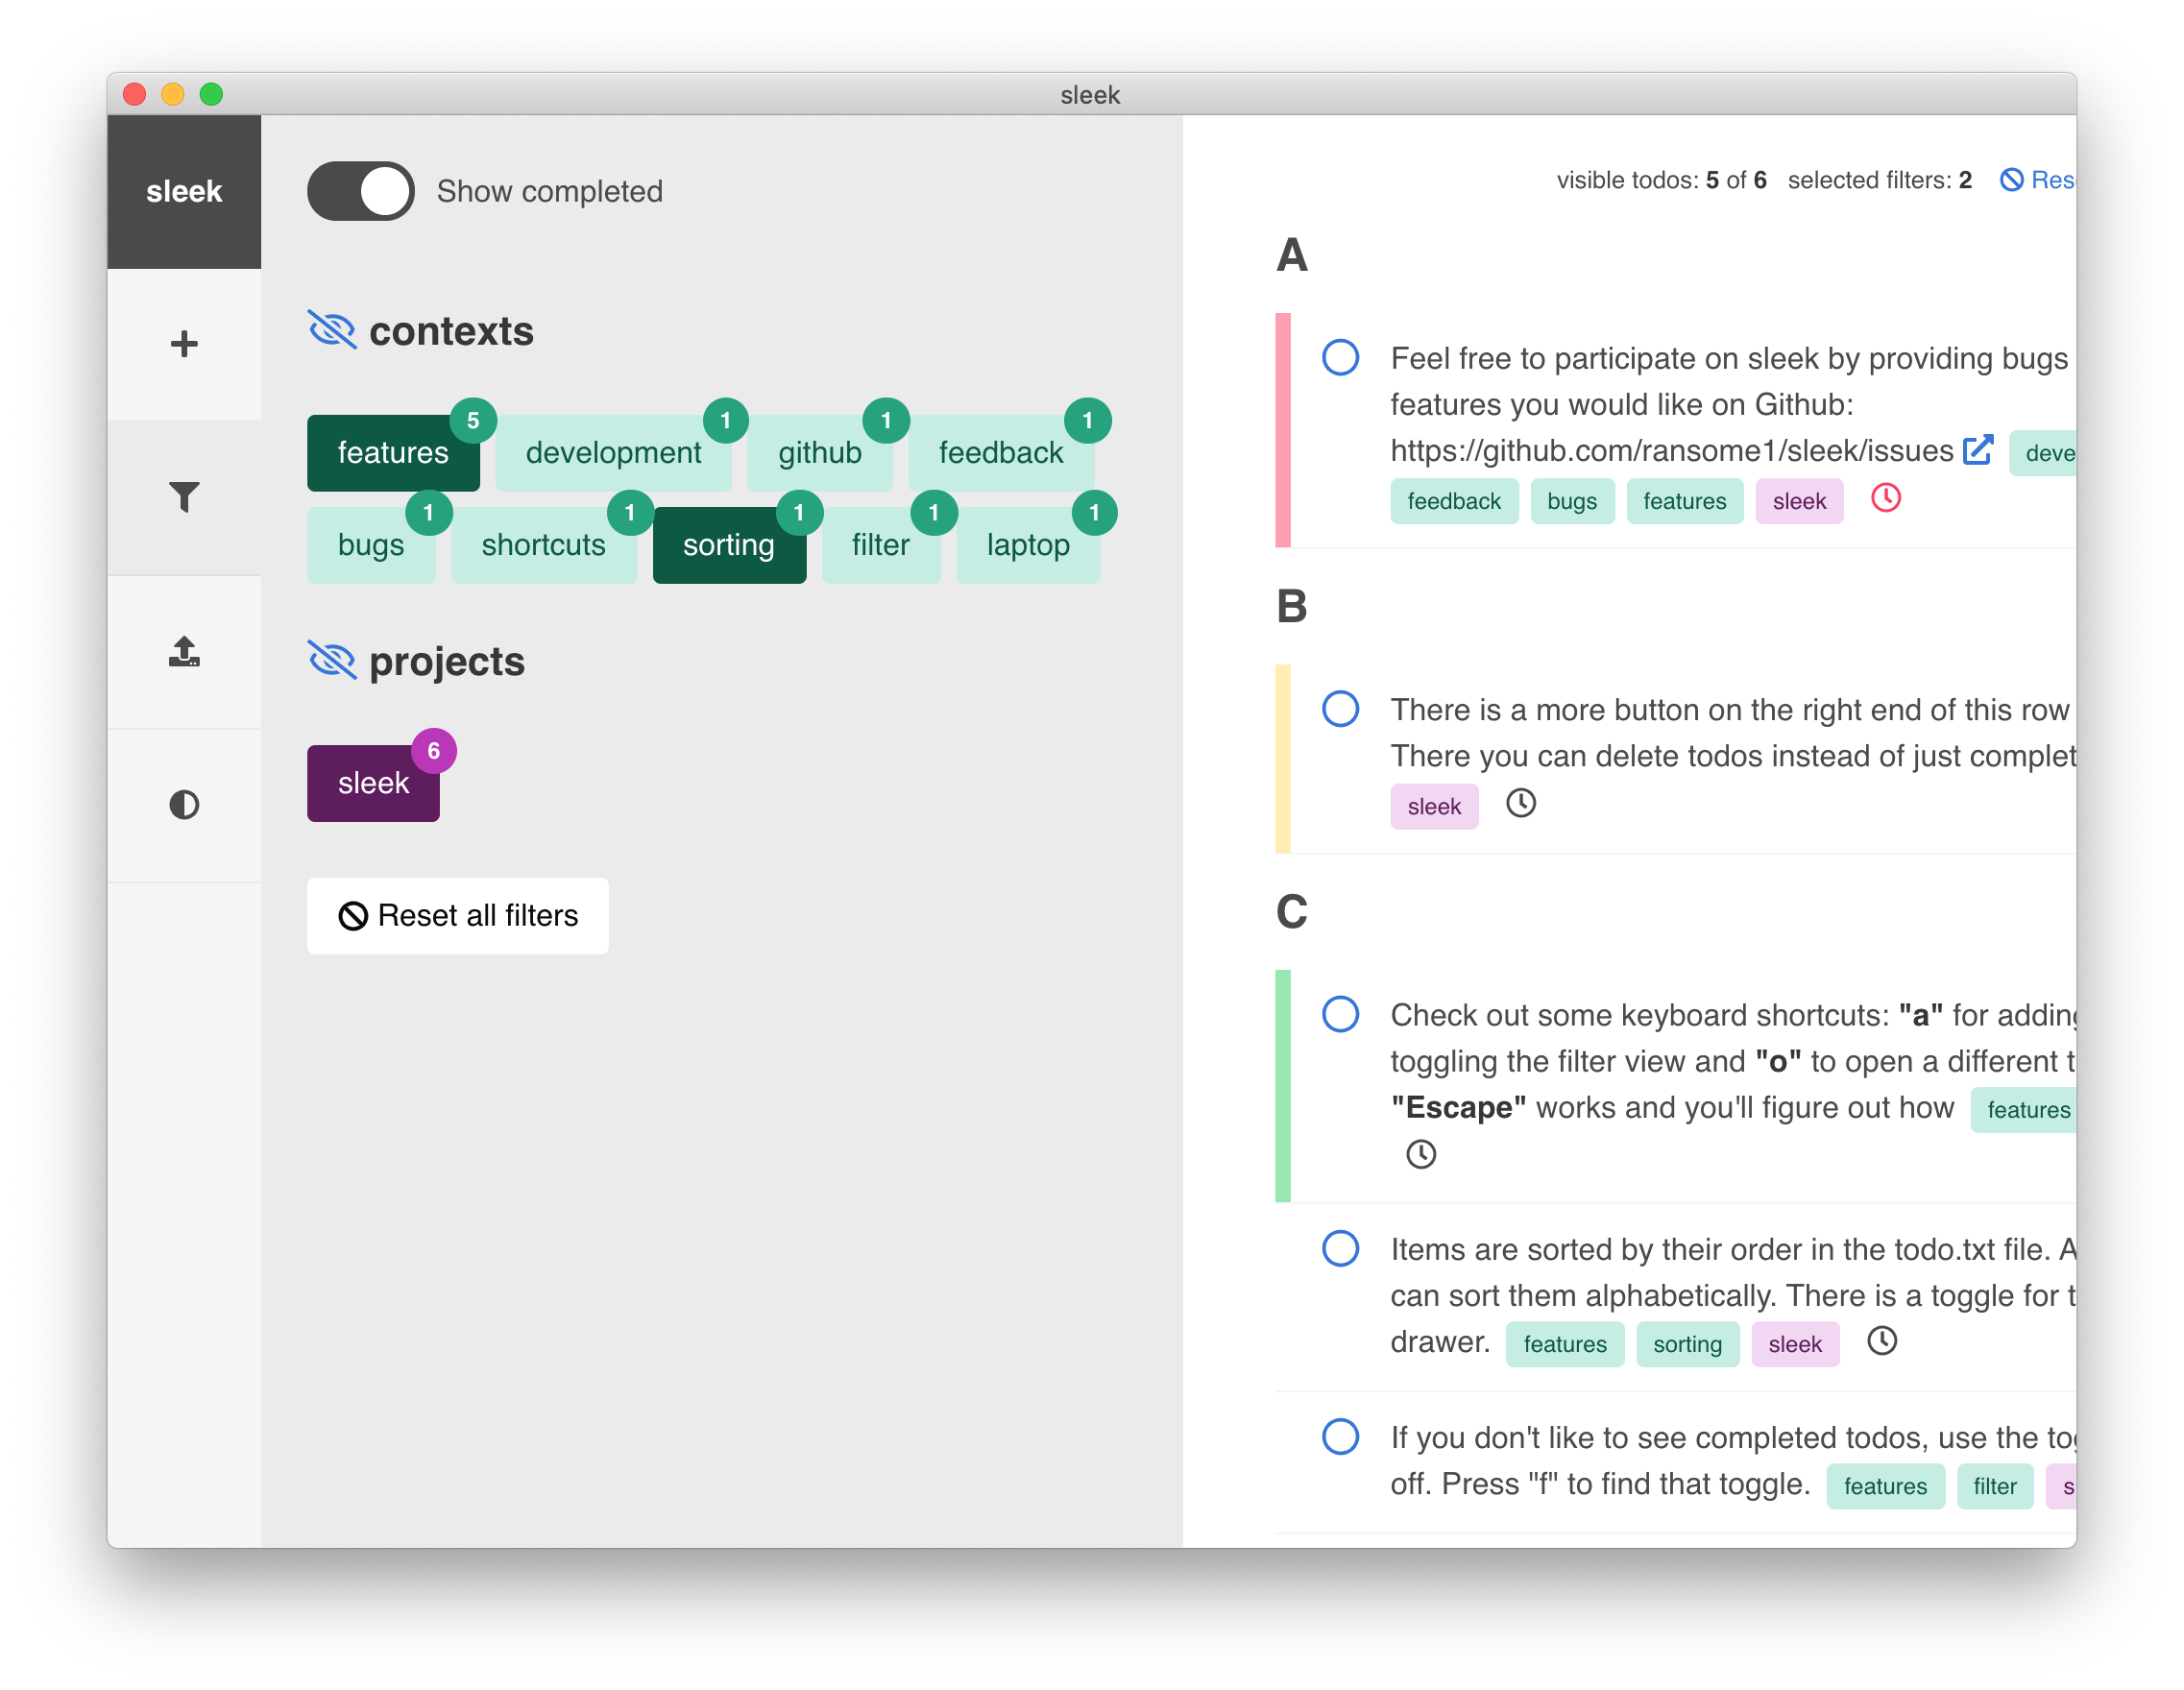 sleek
sleek
Show completed
contexts
features 5 development 1 github 1 feedback 1
bugs 1 shortcuts 1 sorting 1 filter 1 laptop 1
projects
sleek 6
Reset all filters
visible todos: 5 of 6 selected filters: 2
A
Feel free to participate on sleek by providing bugs
features you would like on Github:
https://github.com/ransome1/sleek/issues
feedback bugs features sleek
B
There is a more button on the right end of this row
There you can delete todos instead of just complet
sleek
C
Check out some keyboard shortcuts: "a" for adding
toggling the filter view and "o" to open a different t
"Escape" works and you'll figure out how features
Items are sorted by their order in the todo.txt file. A
can sort them alphabetically. There is a toggle for t
drawer. features sorting sleek
If you don't like to see completed todos, use the tog
off. Press "f" to find that toggle. features filter s